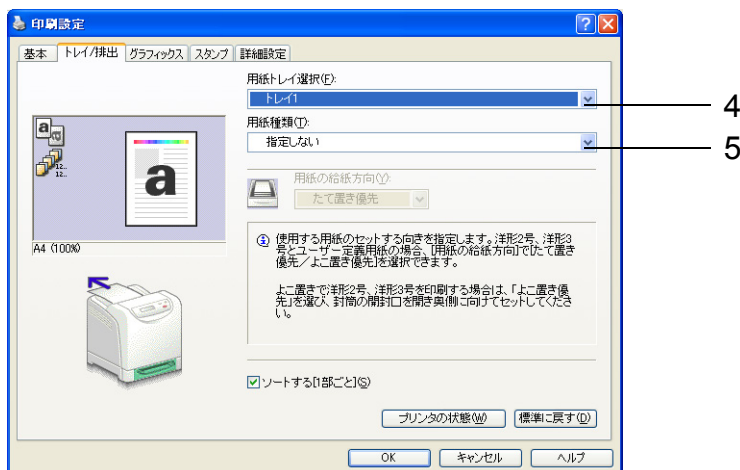 印刷設定
基本 トレイ/排出 グラフィックス スタンプ 詳細設定
用紙トレイ選択(F):
トレイ1
4
用紙種類(T):
指定しない
5
用紙の給紙方向(Y):
たて置き優先
a
a
12..
12..
a
A4 (100%)
使用する用紙のセットする向きを指定します。洋形2号、洋形3
号とユーザー定義用紙の場合、[用紙の給紙方向]で[たて置き
優先／よこ置き優先]を選択できます。
よこ置きで洋形2号、洋形3号を印刷する場合は、「よこ置き優
先」を選び、封筒の開封口を開き奥側に向けてセットしてくださ
い。
ソートする[1部ごと](S)
プリンタの状態(W) 標準に戻す(D)
OK キャンセル ヘルプ